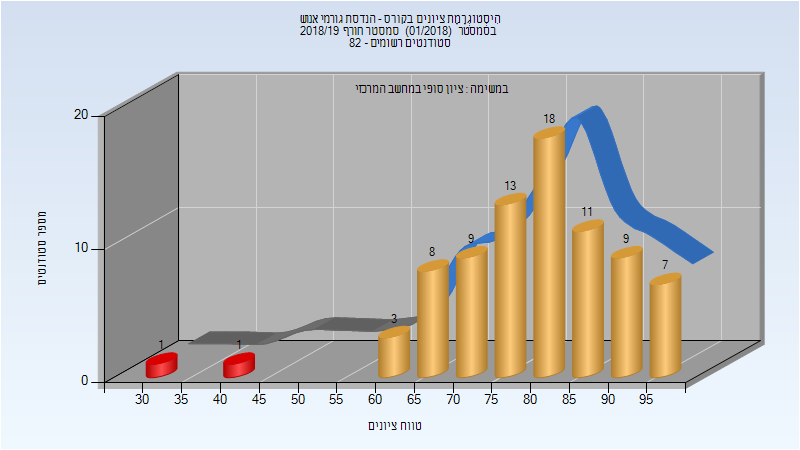 היסטוגרמת ציונים בקורס - הנדסת גורמי אנוש
בסמסטר (01/2018) סמסטר חורף 2018/19
סטודנטים רשומים - 82
במשימה : ציון סופי במחשב המרכזי
20
10
0
מספר סטודנטים
1
1
3
8
9
13
18
11
9
7
30 35 40 45 50 55 60 65 70 75 80 85 90 95
טווח ציונים